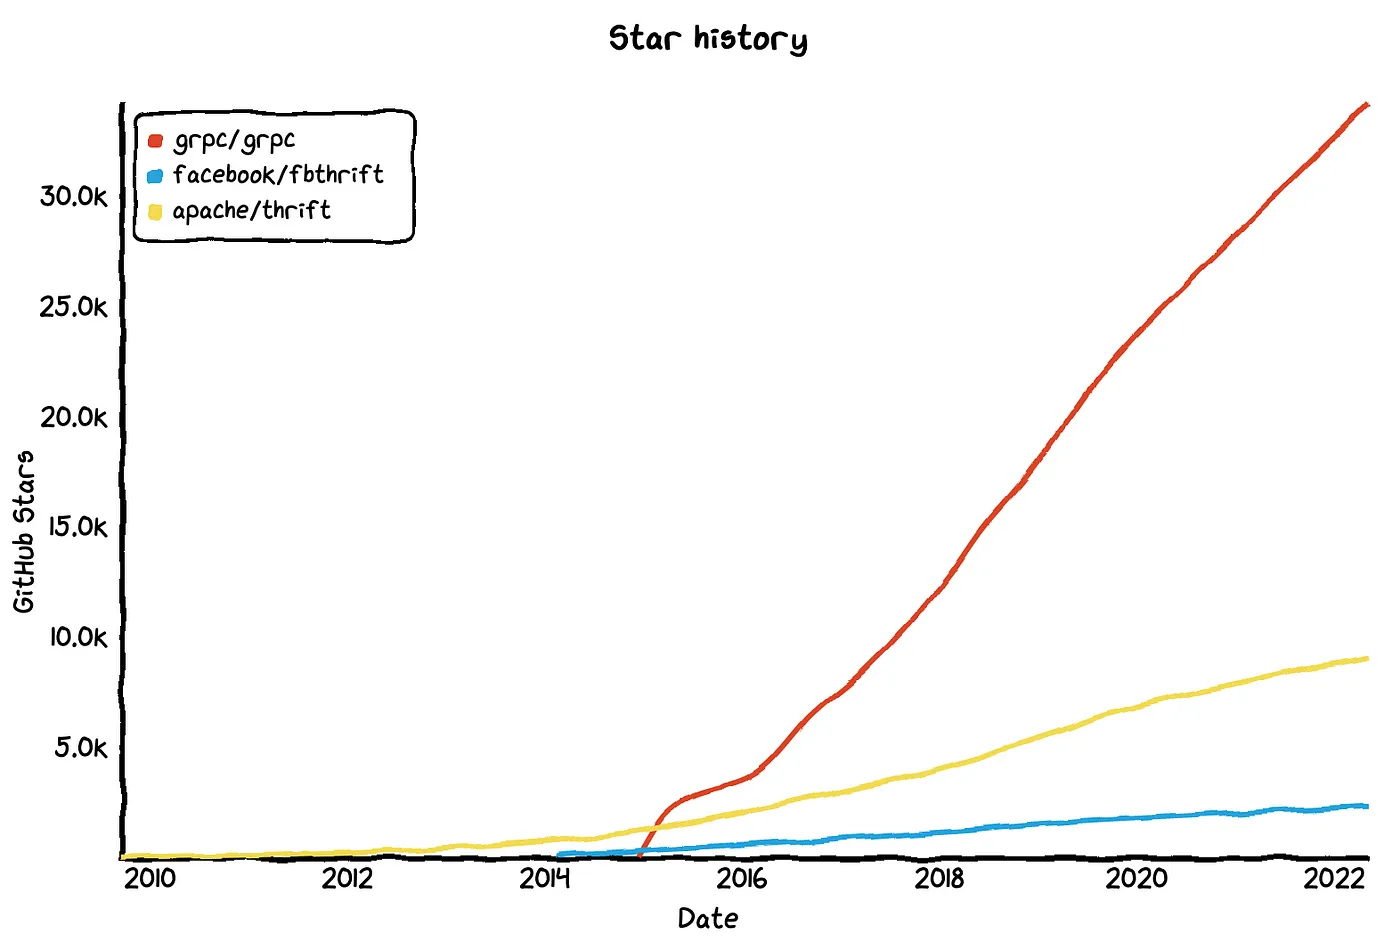 Star history
grpc/grpc
facebook/fbthrift
apache/thrift
GitHub Stars
30.0k
25.0k
20.0k
15.0k
10.0k
5.0k
2010 2012 2014 2016 2018 2020 2022
Date